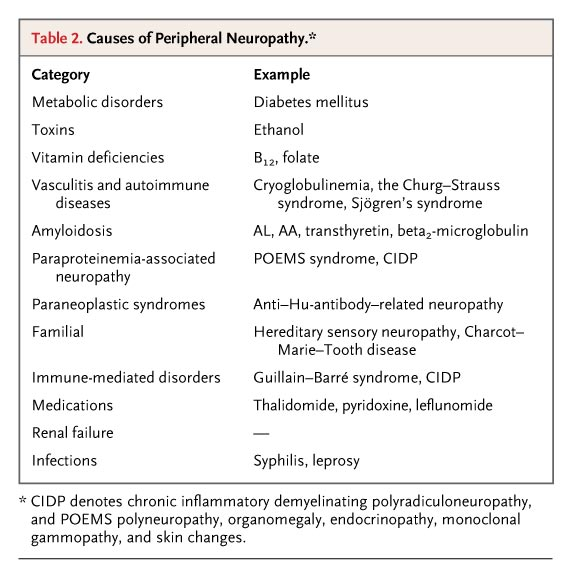 Table 2. Causes of Peripheral Neuropathy.*
Category Example
Metabolic disorders Diabetes mellitus
Toxins Ethanol
Vitamin deficiencies B₁₂, folate
Vasculitis and autoimmune diseases Cryoglobulinemia, the Churg–Strauss syndrome, Sjögren's syndrome
Amyloidosis AL, AA, transthyretin, beta₂-microglobulin
Paraproteinemia-associated neuropathy POEMS syndrome, CIDP
Paraneoplastic syndromes Anti–Hu-antibody–related neuropathy
Familial Hereditary sensory neuropathy, Charcot–Marie–Tooth disease
Immune-mediated disorders Guillain–Barré syndrome, CIDP
Medications Thalidomide, pyridoxine, leflunomide
Renal failure —
Infections Syphilis, leprosy
* CIDP denotes chronic inflammatory demyelinating polyradiculoneuropathy,
and POEMS polyneuropathy, organomegaly, endocrinopathy, monoclonal
gammopathy, and skin changes.